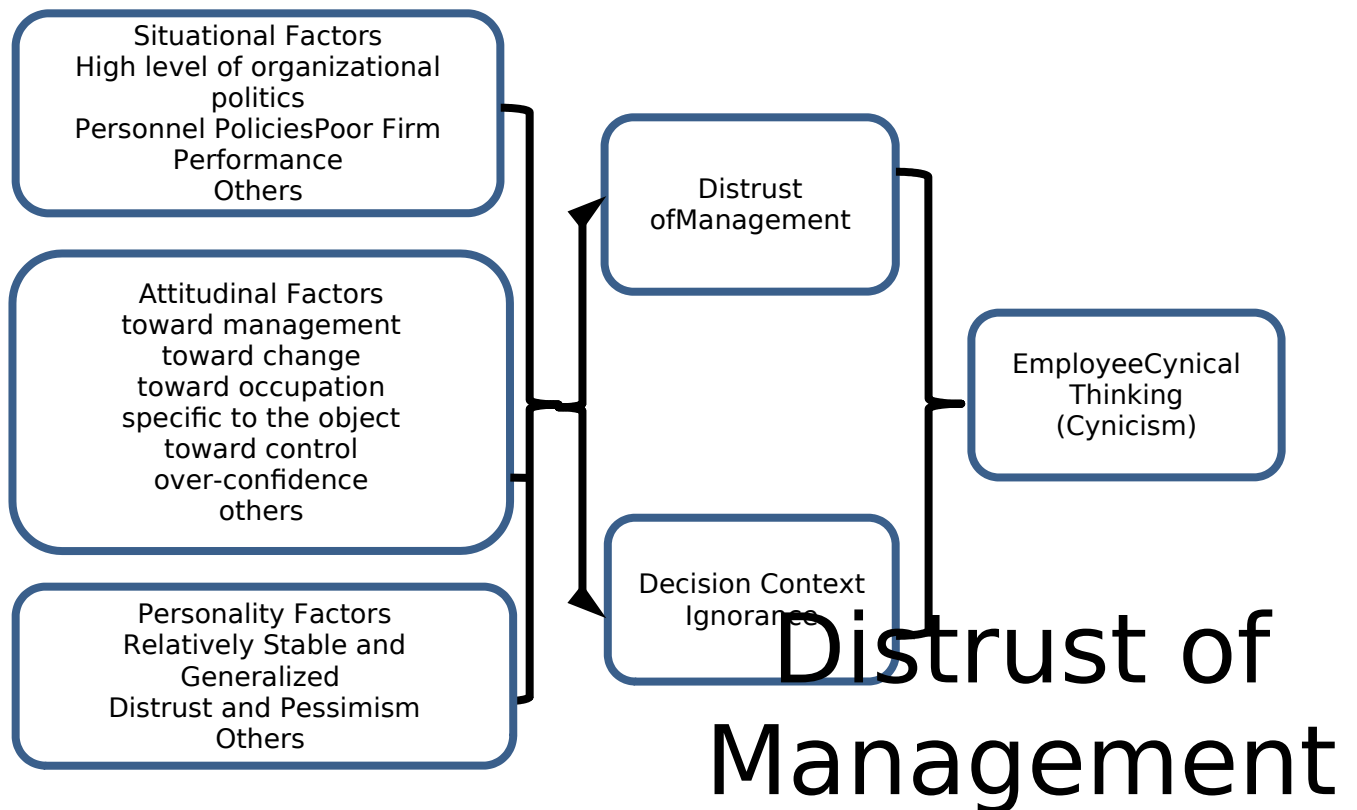 Situational Factors
High level of organizational
politics
Personnel PoliciesPoor Firm
Performance
Others
Attitudinal Factors
toward management
toward change
toward occupation
specific to the object
toward control
over-confidence
others
Personality Factors
Relatively Stable and
Generalized
Distrust and Pessimism
Others
Distrust
ofManagement
Decision Context
Ignorance
EmployeeCynical
Thinking
(Cynicism)
Distrust of
Management